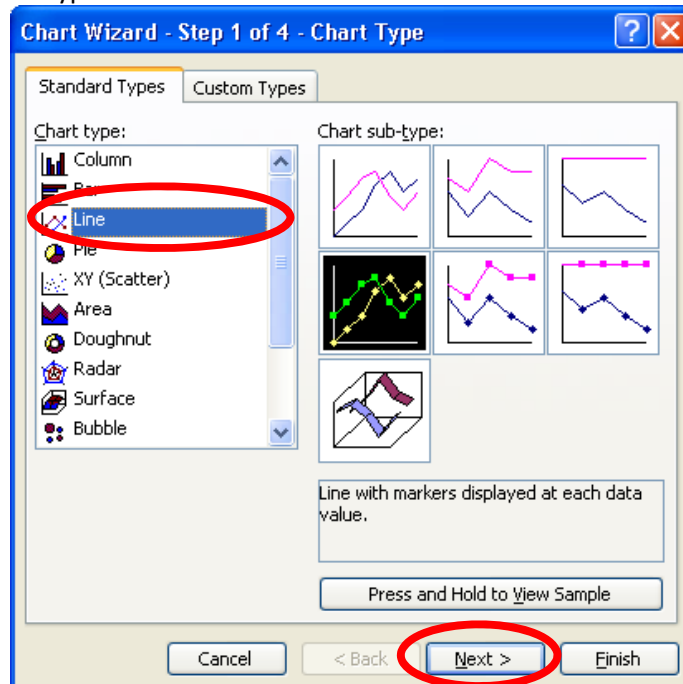 Chart Wizard - Step 1 of 4 - Chart Type
Standard Types
Custom Types
Chart type:
Column
Bar
Line
Pie
XY (Scatter)
Area
Doughnut
Radar
Surface
Bubble
Chart sub-type:
Line with markers displayed at each data
value.
Press and Hold to View Sample
Cancel
< Back
Next >
Finish